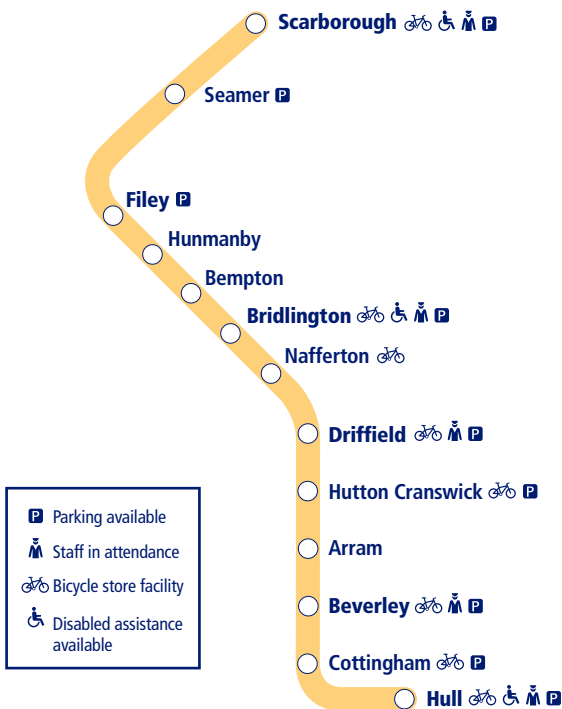 Scarborough P
Seamer P
Filey P
Hunmanby
Bempton
Bridlington P
Nafferton
Driffield P
Hutton Cranswick P
Arram
Beverley P
Cottingham P
Hull P
P Parking available
Staff in attendance
Bicycle store facility
Disabled assistance
available